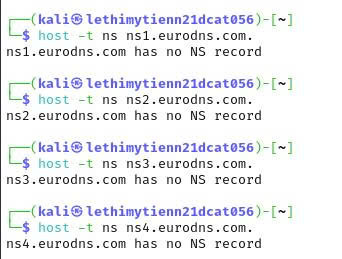 ┌──(kali㉿lethimytienn21dcat056)-[~]
└─$ host -t ns ns1.eurodns.com.
ns1.eurodns.com has no NS record
┌──(kali㉿lethimytienn21dcat056)-[~]
└─$ host -t ns ns2.eurodns.com.
ns2.eurodns.com has no NS record
┌──(kali㉿lethimytienn21dcat056)-[~]
└─$ host -t ns ns3.eurodns.com.
ns3.eurodns.com has no NS record
┌──(kali㉿lethimytienn21dcat056)-[~]
└─$ host -t ns ns4.eurodns.com.
ns4.eurodns.com has no NS record